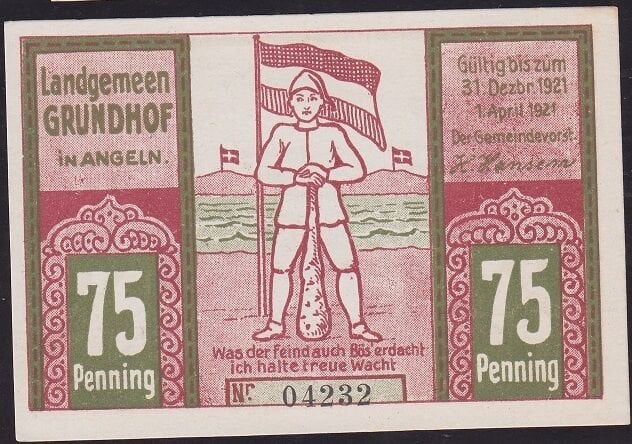 Landgemeen
GRUNDHOF
IN ANGELN.
Gültig bis zum
31 Dezbr. 1921
1. April 1921
Der Gemeindevorst.
H Hansen
75
Penning
75
Penning
Was der Feind auch Bös erdacht
ich halte treue Wacht
Nr. 04232